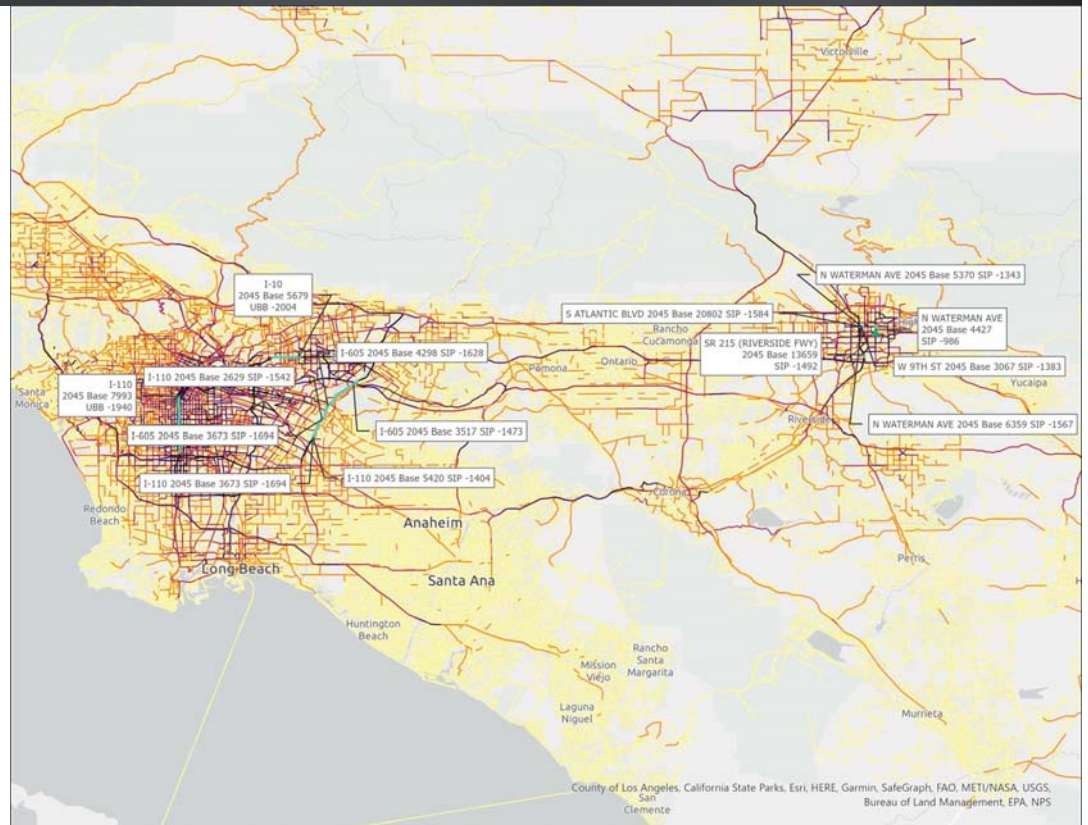 Victorville
N WATERMAN AVE 2045 Base 5370 SIP -1343
I-10
2045 Base 5679
UBB -2004
S ATLANTIC BLVD 2045 Base 20802 SIP -1584
N WATERMAN AVE
2045 Base 4427
SIP -986
Rancho
Cucamonga
SR 215 (RIVERSIDE FWY)
2045 Base 13659
SIP -1492
I-605 2045 Base 4298 SIP -1628
Ontario
Pomona
W 9TH ST 2045 Base 3067 SIP -1383
I-110 2045 Base 2629 SIP -1542
Yucaipa
I-110
2045 Base 7993
UBB -1940
Santa
Monica
Riverside
N WATERMAN AVE 2045 Base 6359 SIP -1567
I-605 2045 Base 3517 SIP -1473
I-605 2045 Base 3673 SIP -1694
I-110 2045 Base 5420 SIP -1404
I-110 2045 Base 3673 SIP -1694
Corona
Redondo
Beach
Anaheim
Perris
Long Beach
Santa Ana
Huntington
Beach
Rancho
Santa
Margarita
Mission
Viejo
Laguna
Niguel
Murrieta
County of Los Angeles, California State Parks, Esri, HERE, Garmin, SafeGraph, FAO, METI/NASA, USGS,
Bureau of Land Management, EPA, NPS
San
Clemente